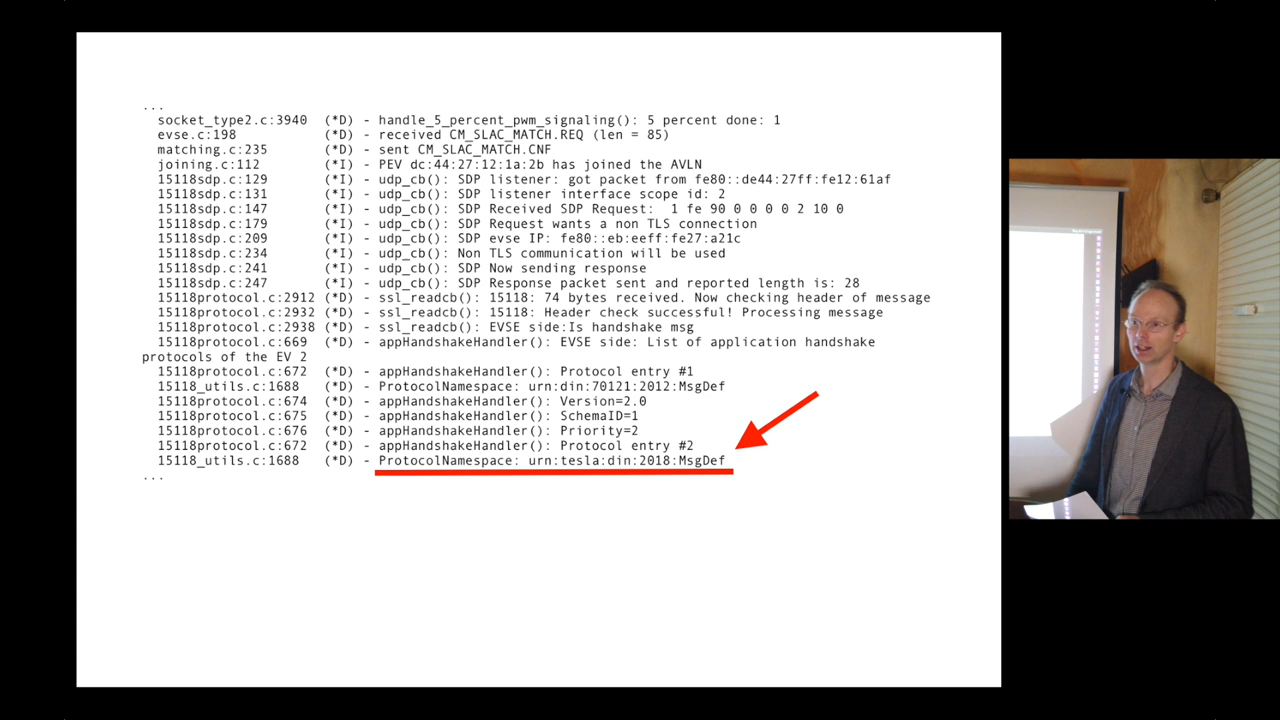 ...
socket_type2.c:3940 (*D) - handle_5_percent_pwm_signaling(): 5 percent done: 1
evse.c:198 (*D) - received CM_SLAC_MATCH.REQ (len = 85)
matching.c:235 (*D) - sent CM_SLAC_MATCH.CNF
joining.c:112 (*I) - PEV dc:44:27:12:1a:2b has joined the AVLN
15118sdp.c:129 (*I) - udp_cb(): SDP listener: got packet from fe80::de44:27ff:fe12:61af
15118sdp.c:131 (*I) - udp_cb(): SDP listener interface scope id: 2
15118sdp.c:147 (*I) - udp_cb(): SDP Received SDP Request: 1 fe 90 0 0 0 0 2 10 0
15118sdp.c:179 (*I) - udp_cb(): SDP Request wants a non TLS connection
15118sdp.c:209 (*I) - udp_cb(): SDP evse IP: fe80::eb:eeff:fe27:a21c
15118sdp.c:234 (*I) - udp_cb(): Non TLS communication will be used
15118sdp.c:241 (*I) - udp_cb(): SDP Now sending response
15118sdp.c:247 (*I) - udp_cb(): SDP Response packet sent and reported length is: 28
15118protocol.c:2912 (*D) - ssl_readcb(): 15118: 74 bytes received. Now checking header of message
15118protocol.c:2932 (*D) - ssl_readcb(): 15118: Header check successful! Processing message
15118protocol.c:2938 (*D) - ssl_readcb(): EVSE side:Is handshake msg
15118protocol.c:669 (*D) - appHandshakeHandler(): EVSE side: List of application handshake
protocols of the EV 2
15118protocol.c:672 (*D) - appHandshakeHandler(): Protocol entry #1
15118_utils.c:1688 (*D) - ProtocolNamespace: urn:din:70121:2012:MsgDef
15118protocol.c:674 (*D) - appHandshakeHandler(): Version=2.0
15118protocol.c:675 (*D) - appHandshakeHandler(): SchemaID=1
15118protocol.c:676 (*D) - appHandshakeHandler(): Priority=2
15118protocol.c:672 (*D) - appHandshakeHandler(): Protocol entry #2
15118_utils.c:1688 (*D) - ProtocolNamespace: urn:tesla:din:2018:MsgDef
...